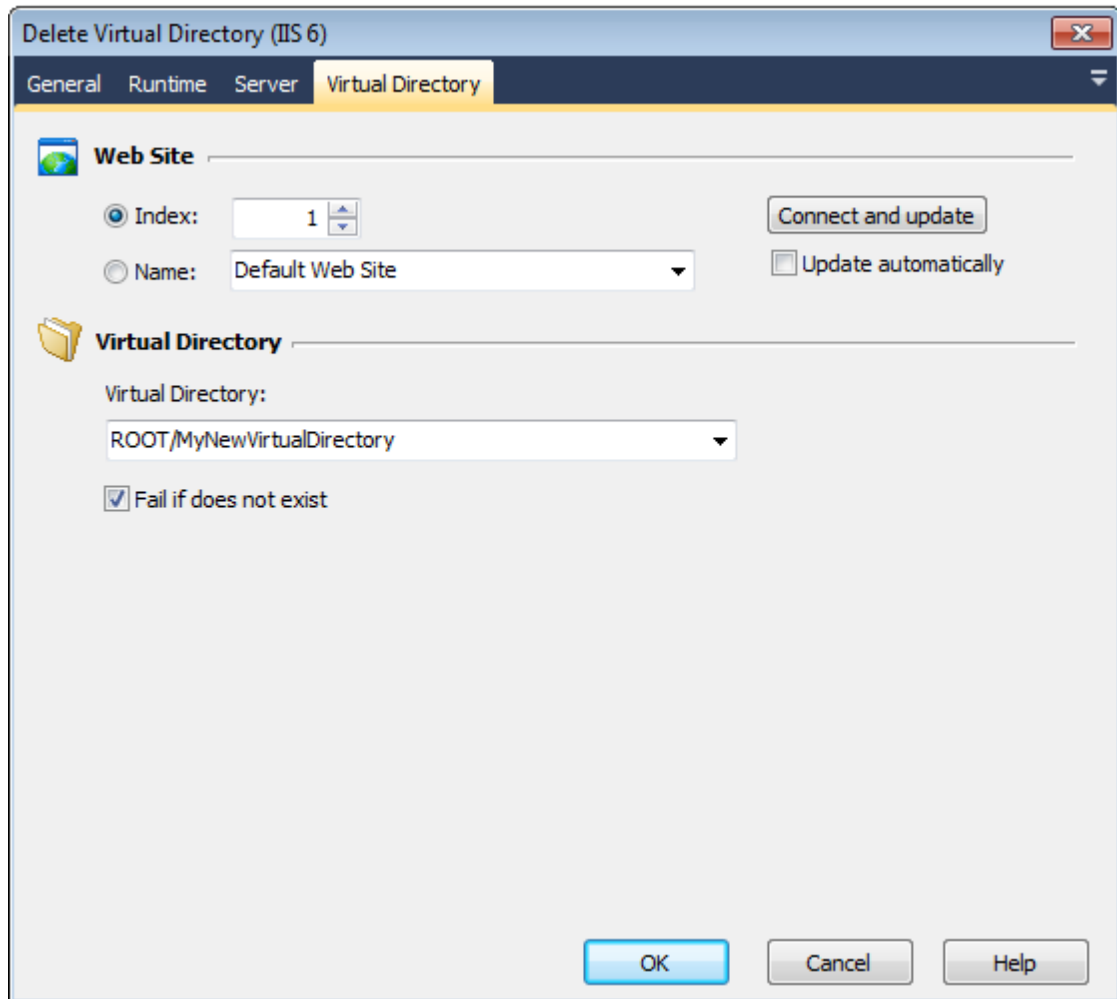 Delete Virtual Directory (IIS 6)
General Runtime Server Virtual Directory
Web Site
Index: 1 Connect and update
Name: Default Web Site Update automatically
Virtual Directory
Virtual Directory:
ROOT/MyNewVirtualDirectory
Fail if does not exist
OK Cancel Help